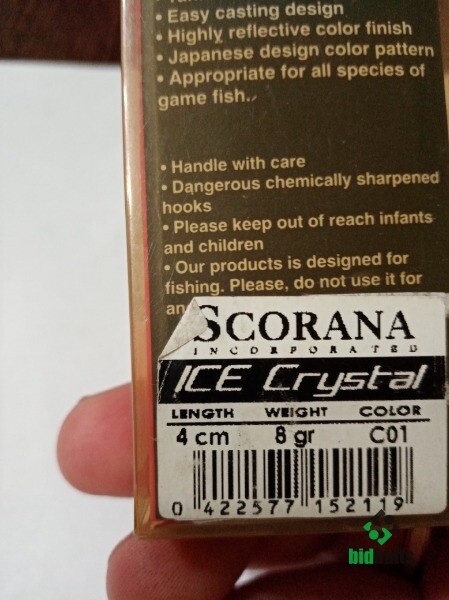 • Easy casting design
• Highly reflective color finish
• Japanese design color pattern
• Appropriate for all species of
game fish.
• Handle with care
• Dangerous chemically sharpened
hooks
• Please keep out of reach infants
and children
• Our products is designed for
fishing. Please, do not use it for
an
SCORANA
INCORPORATED
ICE Crystal
LENGTH WEIGHT COLOR
4 cm 8 gr C01
0 422577 152119